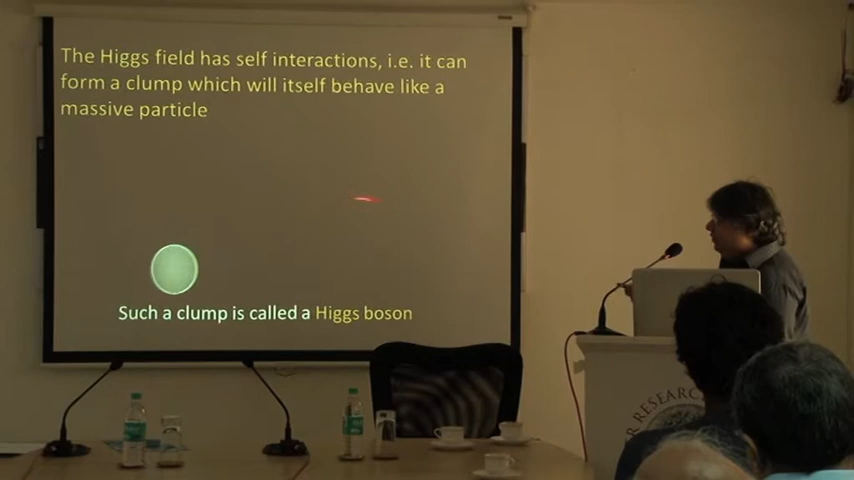 The Higgs field has self interactions, i.e. it can
form a clump which will itself behave like a
massive particle
Such a clump is called a Higgs boson
R RESEARCH